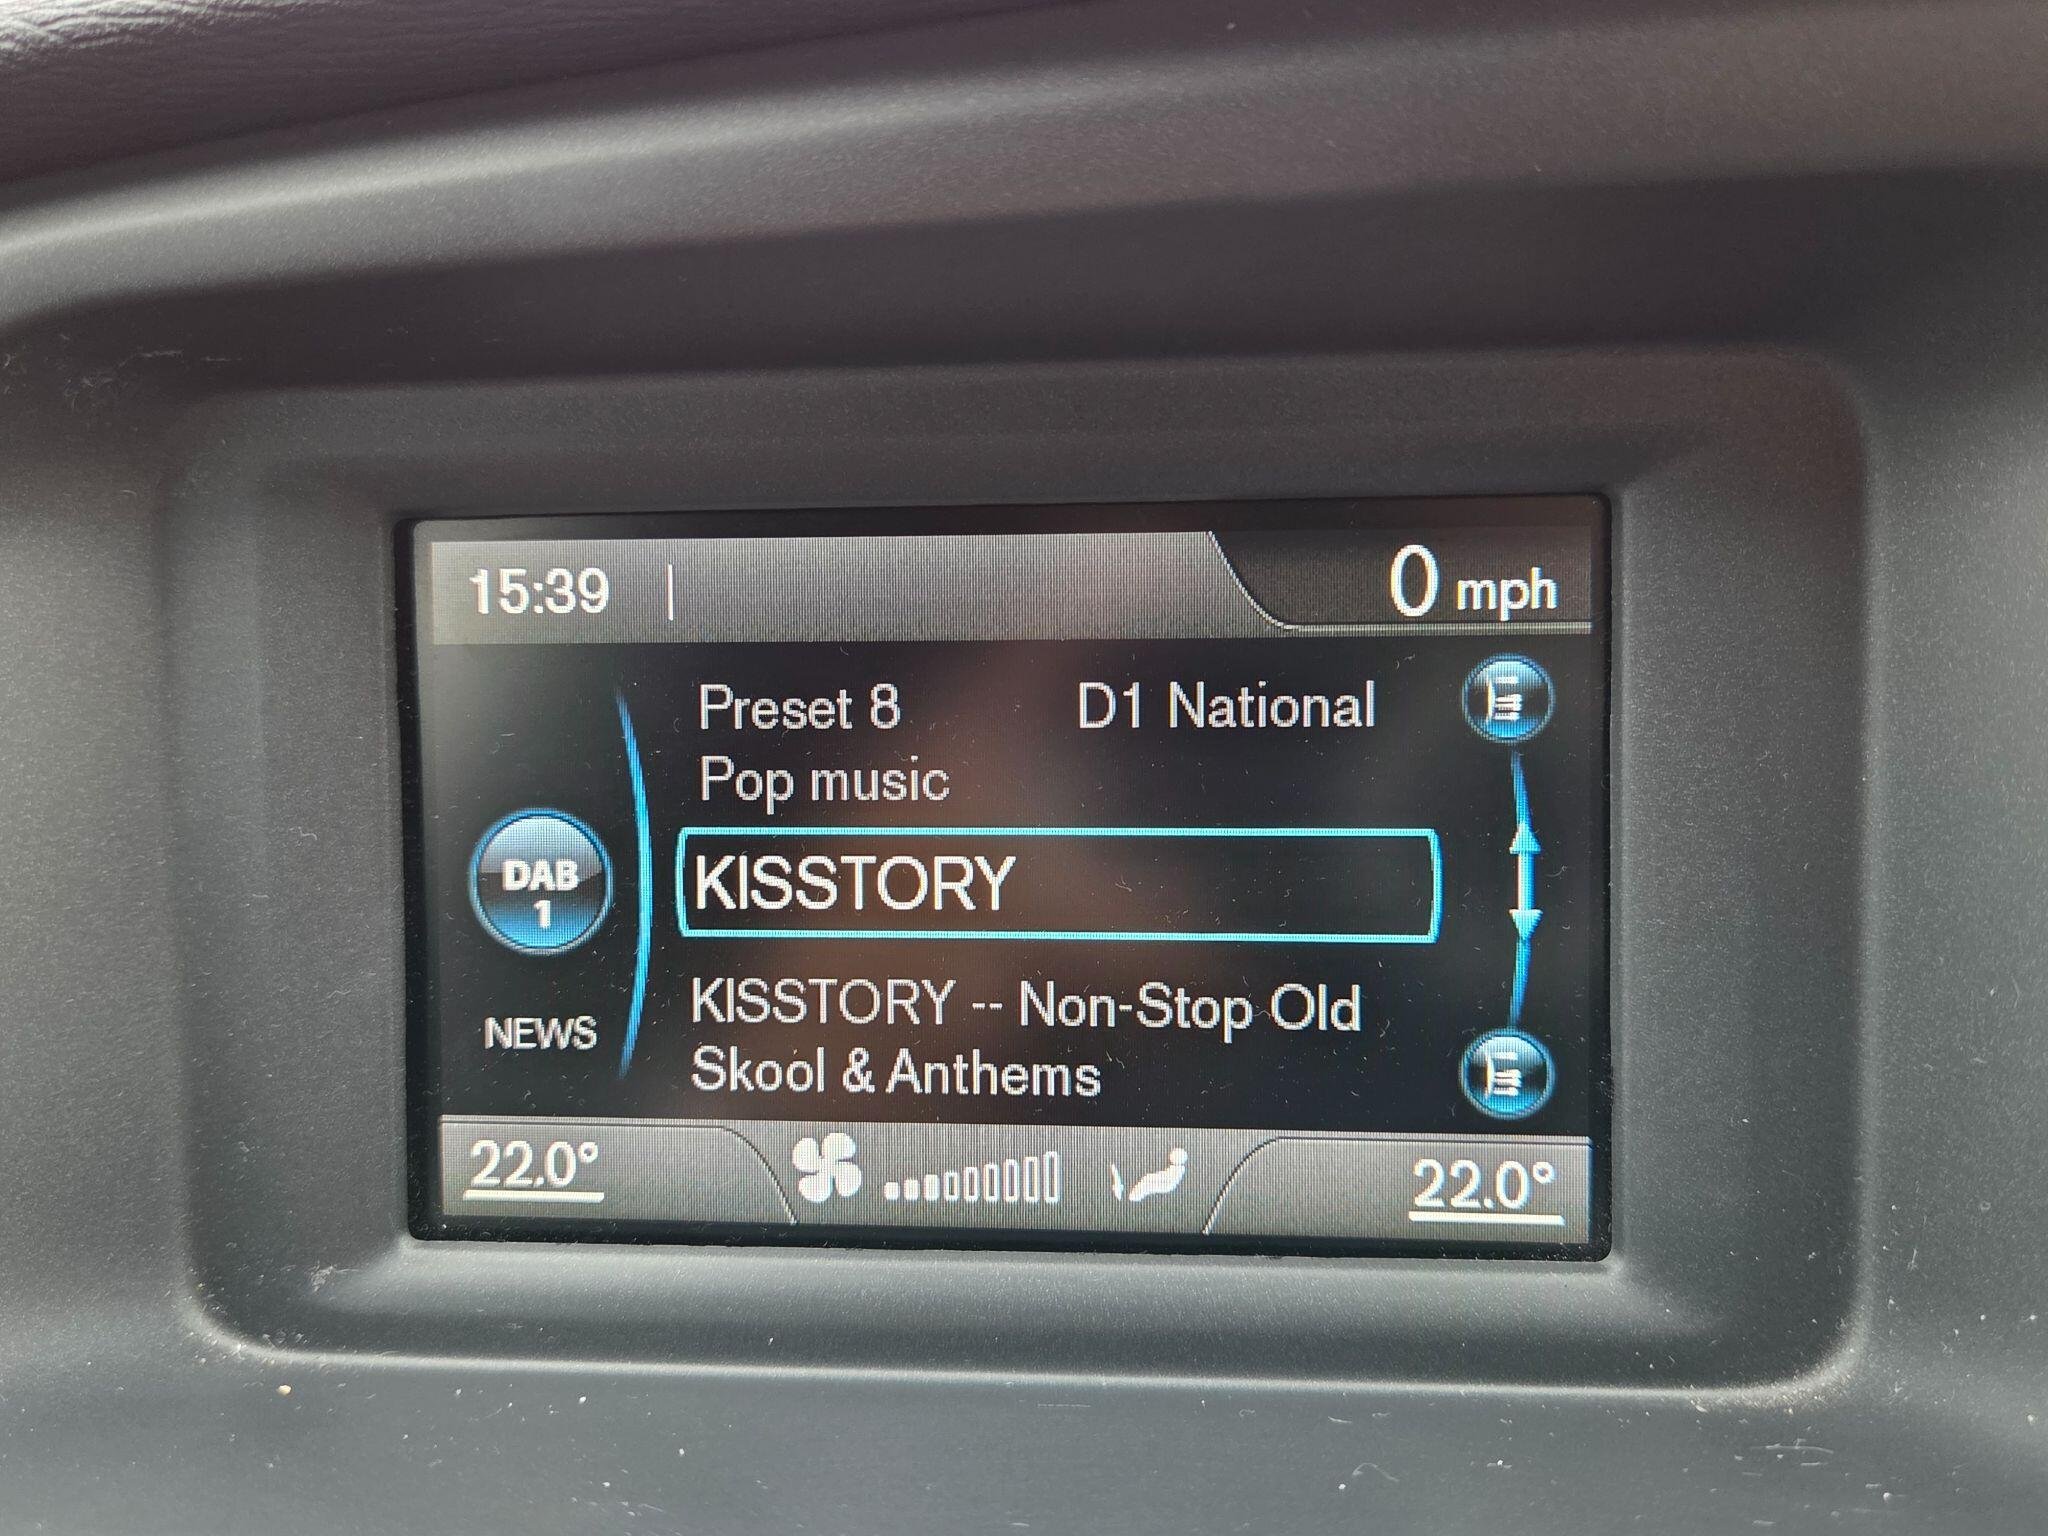 15:39
0 mph
Preset 8 D1 National
Pop music
KISSTORY
DAB
1
NEWS
KISSTORY -- Non-Stop Old
Skool & Anthems
22.0° 22.0°